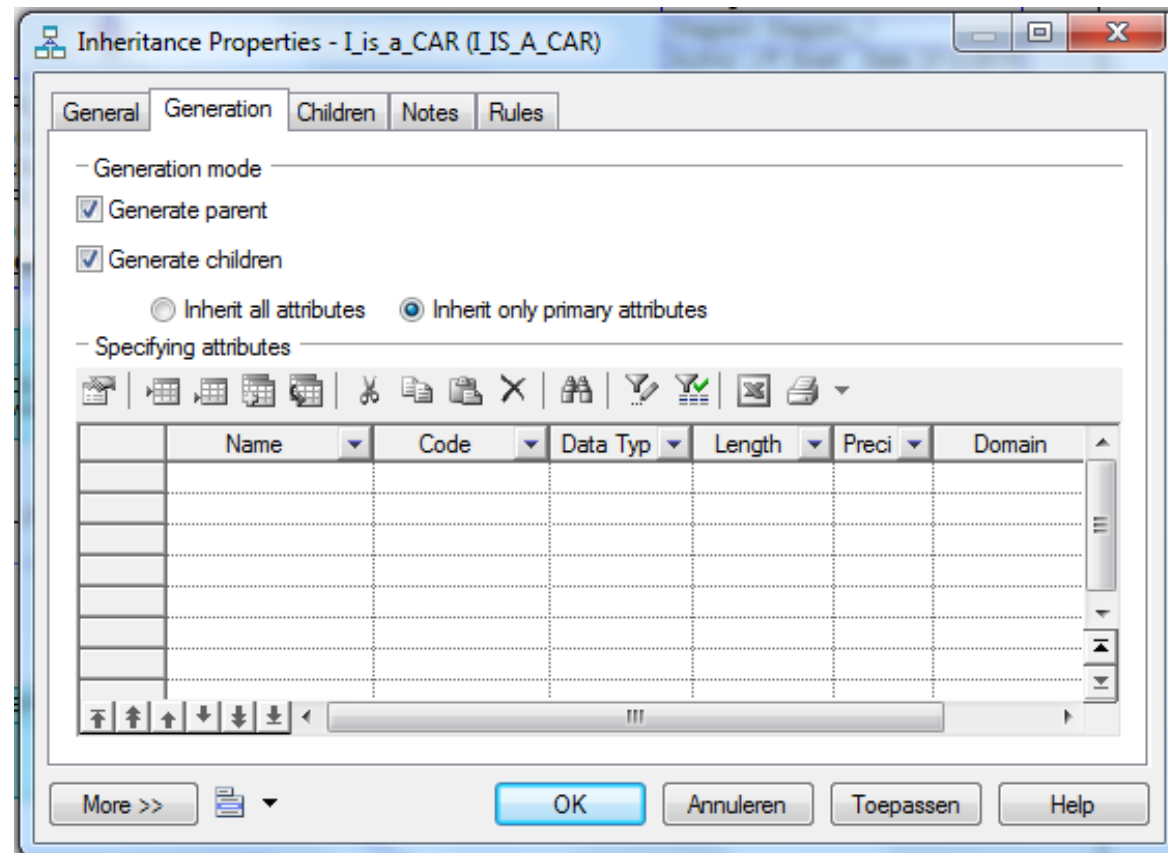 Inheritance Properties - I_is_a_CAR (I_IS_A_CAR)
General Generation Children Notes Rules
Generation mode
Generate parent
Generate children
Inherit all attributes Inherit only primary attributes
Specifying attributes
Name Code Data Typ Length Preci Domain
More >> OK Annuleren Toepassen Help